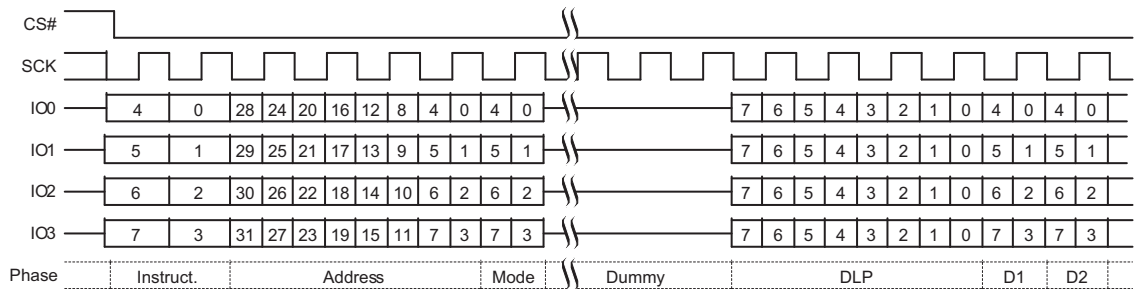 CS#
SCK
IO0 4 0 28 24 20 16 12 8 4 0 4 0 7 6 5 4 3 2 1 0 4 0 4 0
IO1 5 1 29 25 21 17 13 9 5 1 5 1 7 6 5 4 3 2 1 0 5 1 5 1
IO2 6 2 30 26 22 18 14 10 6 2 6 2 7 6 5 4 3 2 1 0 6 2 6 2
IO3 7 3 31 27 23 19 15 11 7 3 7 3 7 6 5 4 3 2 1 0 7 3 7 3
Phase Instruct. Address Mode Dummy DLP D1 D2